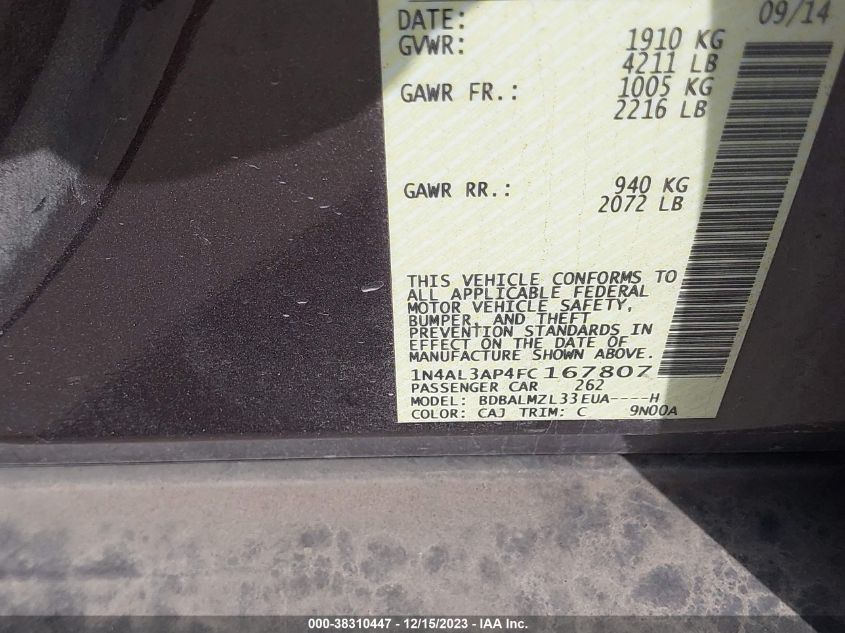 DATE: 09/14
GVWR: 1910 KG
4211 LB
GAWR FR.: 1005 KG
2216 LB
GAWR RR.: 940 KG
2072 LB
THIS VEHICLE CONFORMS TO
ALL APPLICABLE FEDERAL
MOTOR VEHICLE SAFETY,
BUMPER, AND THEFT
PREVENTION STANDARDS IN
EFFECT ON THE DATE OF
MANUFACTURE SHOWN ABOVE.
1N4AL3AP4FC167807
PASSENGER CAR 262
MODEL: BDBALMZL33EUA----H
COLOR: CAJ TRIM: C 9N00A
000-38310447 - 12/15/2023 - IAA Inc.